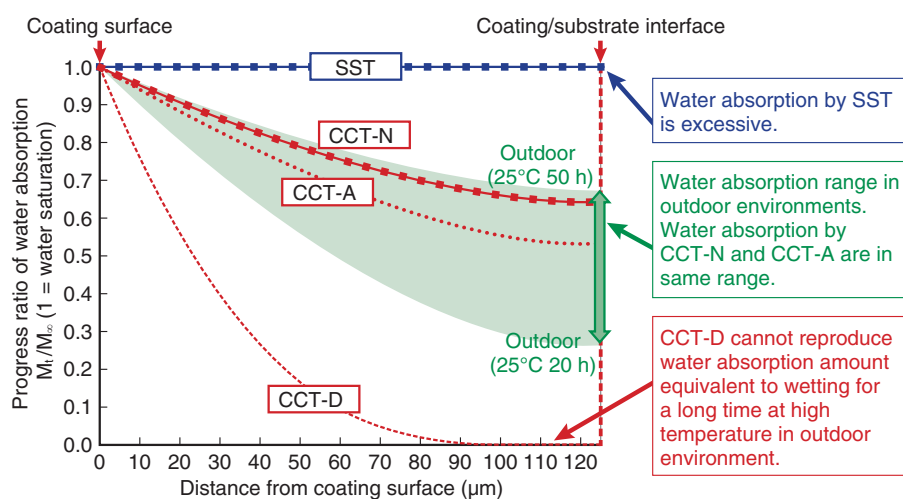 Coating surface
Coating/substrate interface
1.0
0.9
0.8
0.7
0.6
0.5
0.4
0.3
0.2
0.1
0.0
Progress ratio of water absorption
Mₜ/M∞ (1 = water saturation)
SST
CCT-N
CCT-A
CCT-D
Outdoor
(25°C 50 h)
Outdoor
(25°C 20 h)
0 10 20 30 40 50 60 70 80 90 100 110 120
Distance from coating surface (μm)
Water absorption by SST
is excessive.
Water absorption range in
outdoor environments.
Water absorption by
CCT-N and CCT-A are in
same range.
CCT-D cannot reproduce
water absorption amount
equivalent to wetting for
a long time at high
temperature in outdoor
environment.